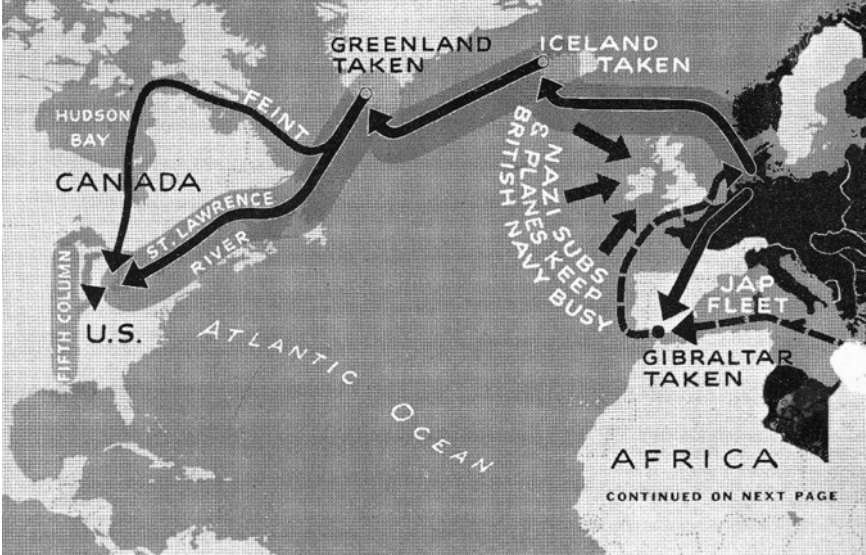 GREENLAND
TAKEN
ICELAND
TAKEN
HUDSON
BAY
FEINT
CANADA
ST. LAWRENCE
RIVER
NAZI SUBS
& PLANES KEEP
BRITISH NAVY BUSY
FIFTH COLUMN
U.S.
JAP
FLEET
GIBRALTAR
TAKEN
ATLANTIC OCEAN
AFRICA
CONTINUED ON NEXT PAGE